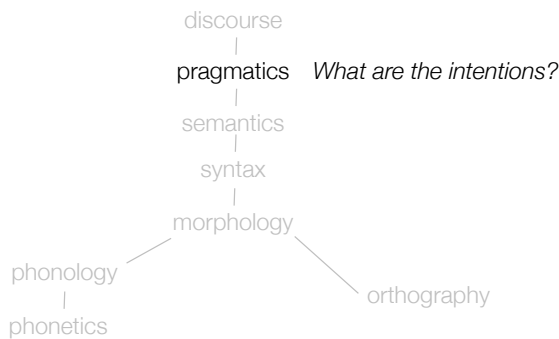 discourse
pragmatics What are the intentions?
semantics
syntax
morphology
phonology
orthography
phonetics